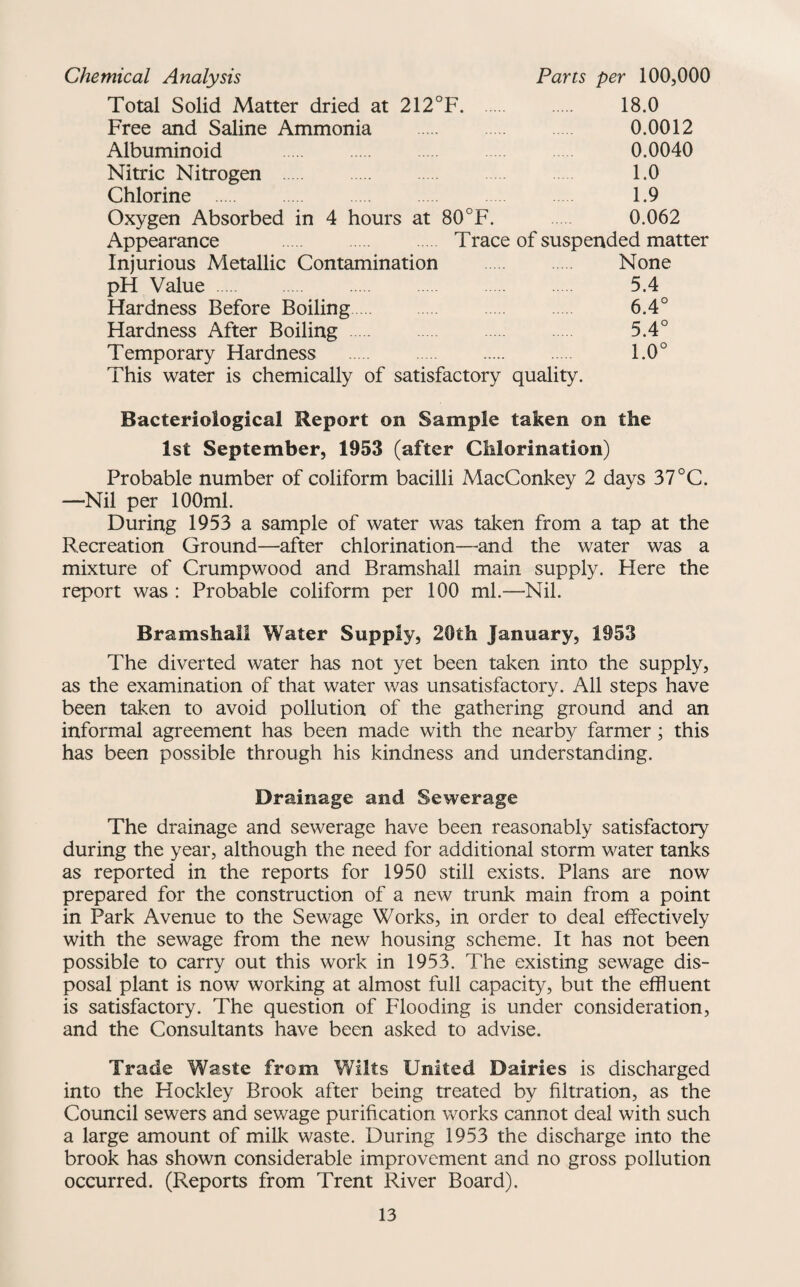 Chemical Analysis Parts per 100,000
Total Solid Matter dried at 212°F. ..... ..... 18.0
Free and Saline Ammonia ..... ..... ..... 0.0012
Albuminoid ..... ..... ..... ..... ..... 0.0040
Nitric Nitrogen ..... ..... ..... ..... ..... 1.0
Chlorine ..... ..... ..... ..... ..... ..... 1.9
Oxygen Absorbed in 4 hours at 80°F. ..... 0.062
Appearance ..... ..... ..... Trace of suspended matter
Injurious Metallic Contamination ..... ..... None
pH Value ..... ..... ..... ..... ..... ..... 5.4
Hardness Before Boiling ..... ..... ..... ..... 6.4°
Hardness After Boiling ..... ..... ..... ..... 5.4°
Temporary Hardness ..... ..... ..... ..... 1.0°
This water is chemically of satisfactory quality.
Bacteriological Report on Sample taken on the
1st September, 1953 (after Chlorination)
Probable number of coliform bacilli MacConkey 2 days 37°C.
—Nil per 100ml.
During 1953 a sample of water was taken from a tap at the
Recreation Ground—after chlorination—and the water was a
mixture of Crumpwood and Bramshall main supply. Here the
report was : Probable coliform per 100 ml.—Nil.
Bramshall Water Supply, 20th January, 1953
The diverted water has not yet been taken into the supply,
as the examination of that water was unsatisfactory. All steps have
been taken to avoid pollution of the gathering ground and an
informal agreement has been made with the nearby farmer ; this
has been possible through his kindness and understanding.
Drainage and Sewerage
The drainage and sewerage have been reasonably satisfactory
during the year, although the need for additional storm water tanks
as reported in the reports for 1950 still exists. Plans are now
prepared for the construction of a new trunk main from a point
in Park Avenue to the Sewage Works, in order to deal effectively
with the sewage from the new housing scheme. It has not been
possible to carry out this work in 1953. The existing sewage dis-
posal plant is now working at almost full capacity, but the effluent
is satisfactory. The question of Flooding is under consideration,
and the Consultants have been asked to advise.
Trade Waste from Wilts United Dairies is discharged
into the Hockley Brook after being treated by filtration, as the
Council sewers and sewage purification works cannot deal with such
a large amount of milk waste. During 1953 the discharge into the
brook has shown considerable improvement and no gross pollution
occurred. (Reports from Trent River Board).
13